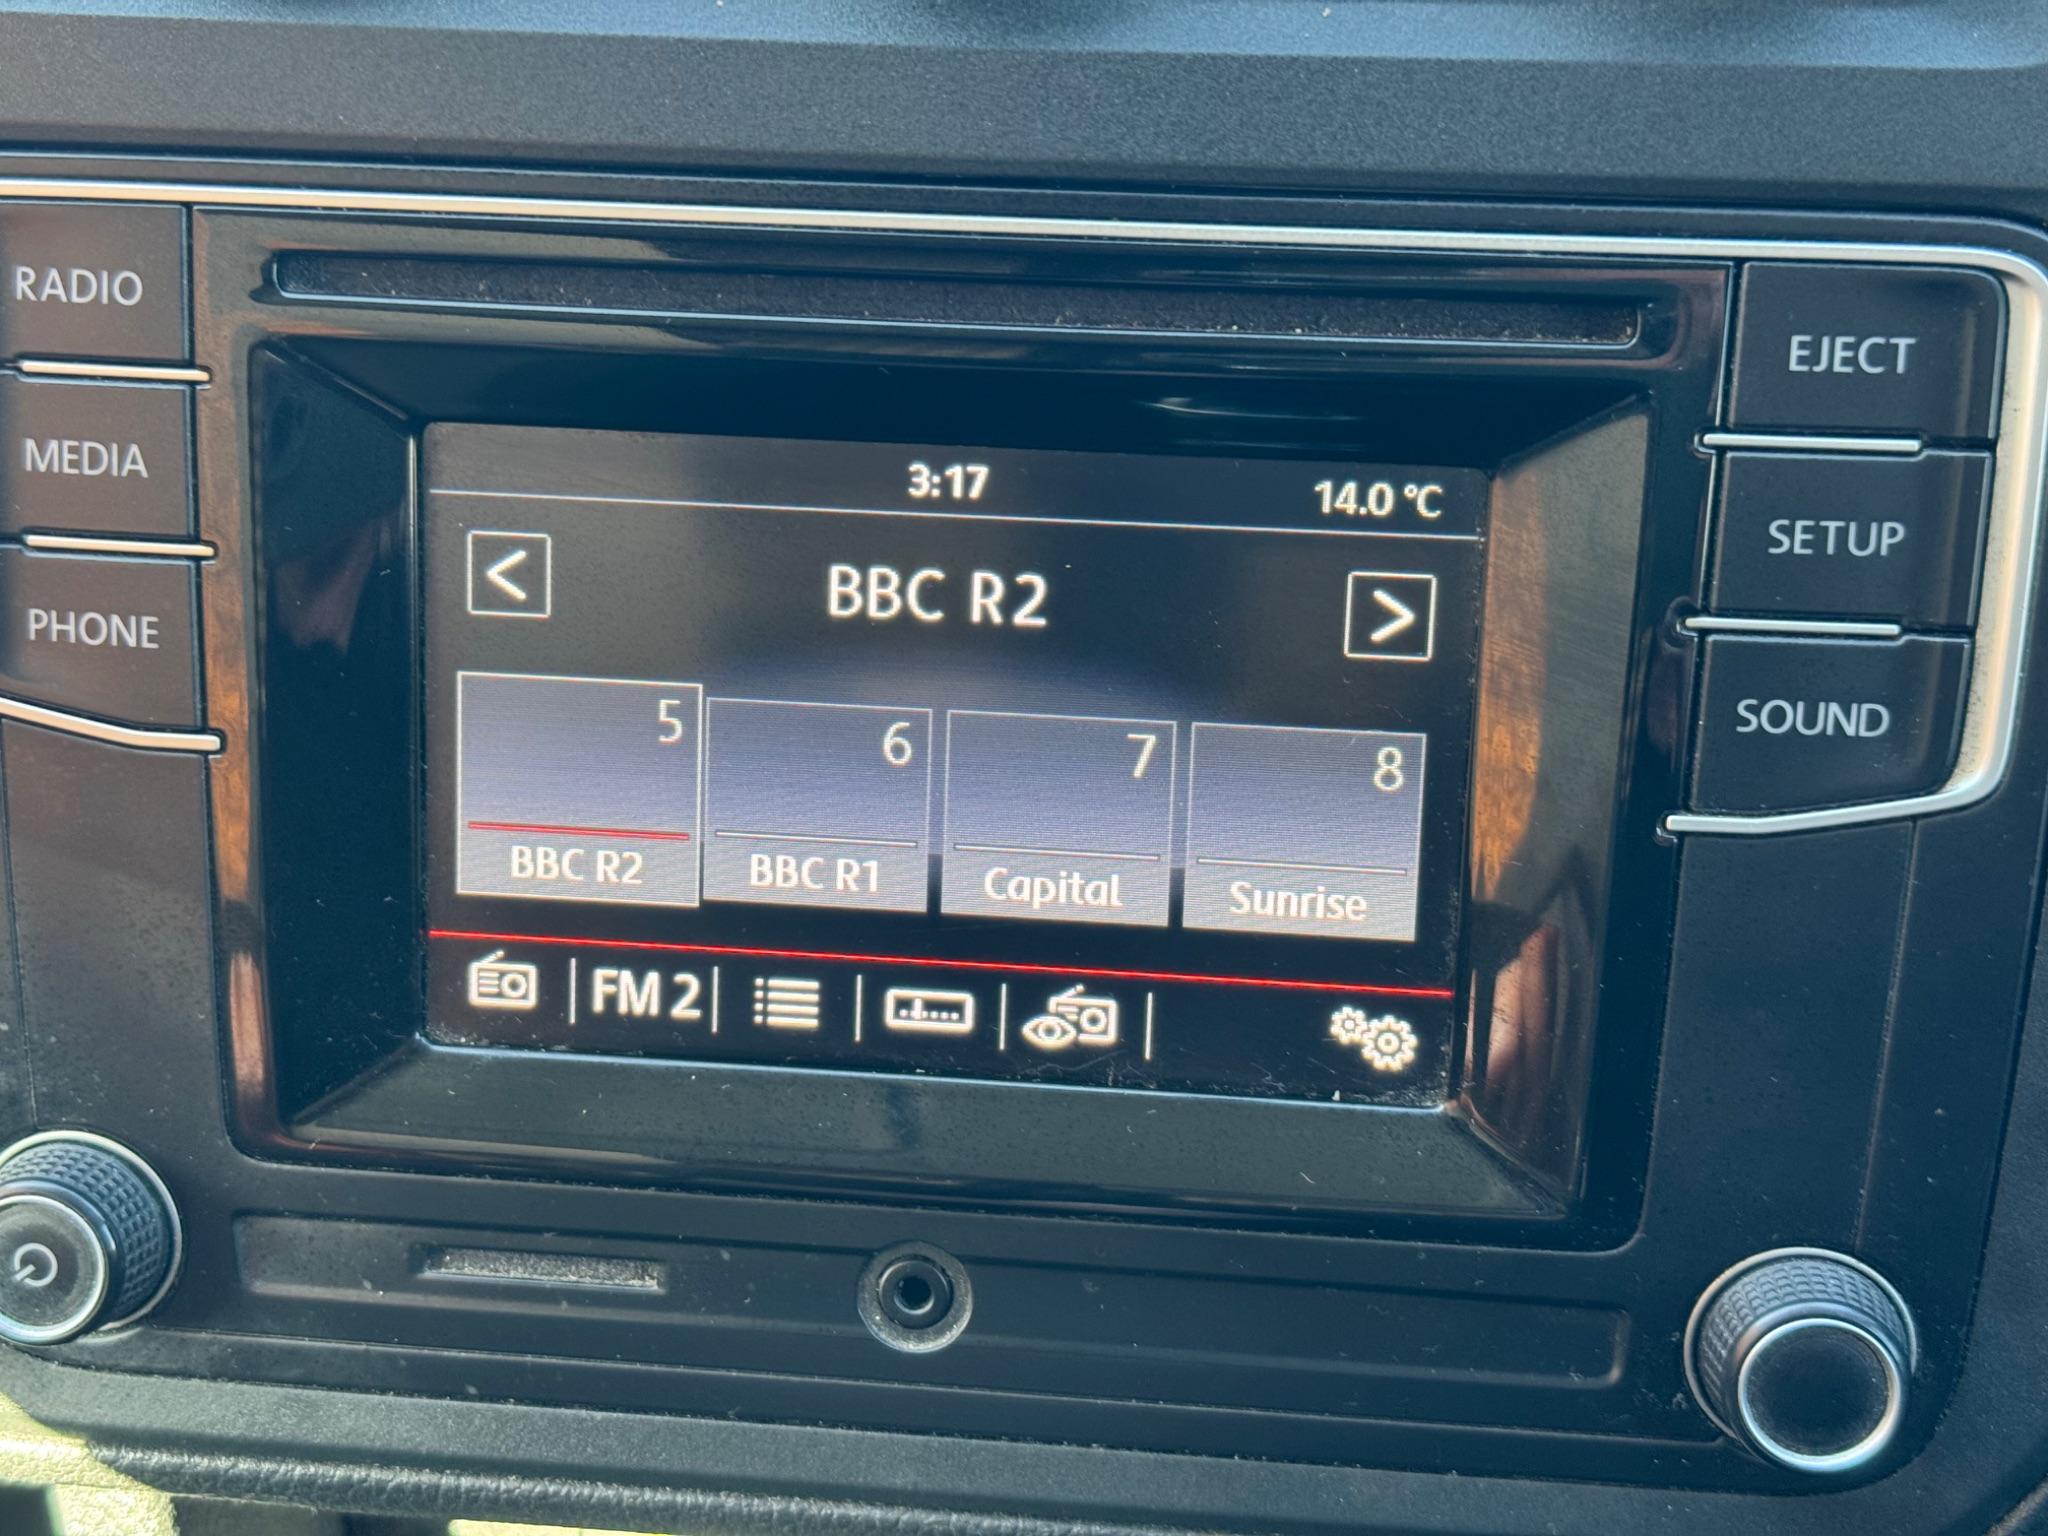 RADIO
MEDIA
PHONE
3:17
14.0 °C
<
BBC R2
>
5
6
7
8
BBC R2
BBC R1
Capital
Sunrise
FM 2
EJECT
SETUP
SOUND